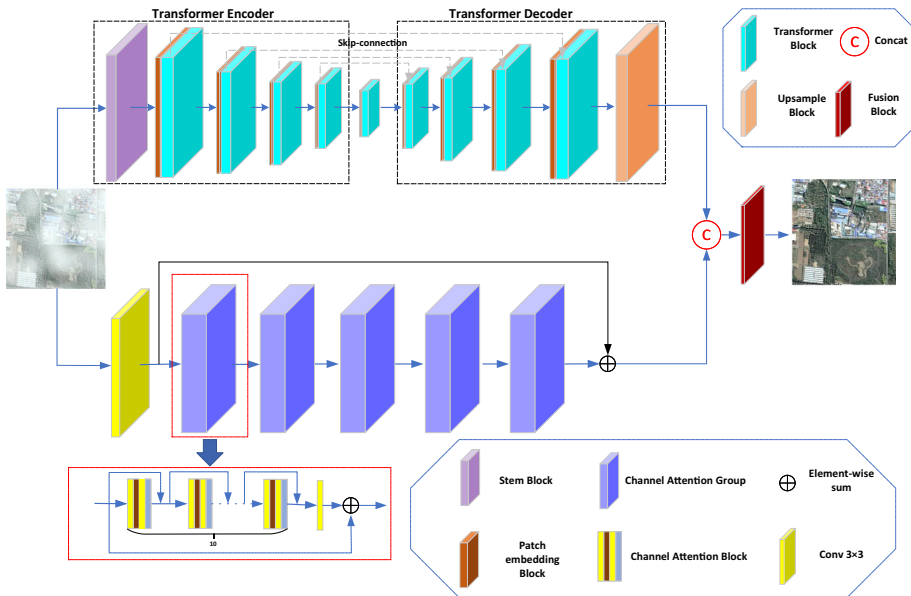 Transformer Encoder
Transformer Decoder
Skip-connection
Transformer
Block
C
Concat
Upsample
Block
Fusion
Block
C
Stem Block
Channel Attention Group
Element-wise
sum
Patch
embedding
Block
Channel Attention Block
Conv 3×3
10